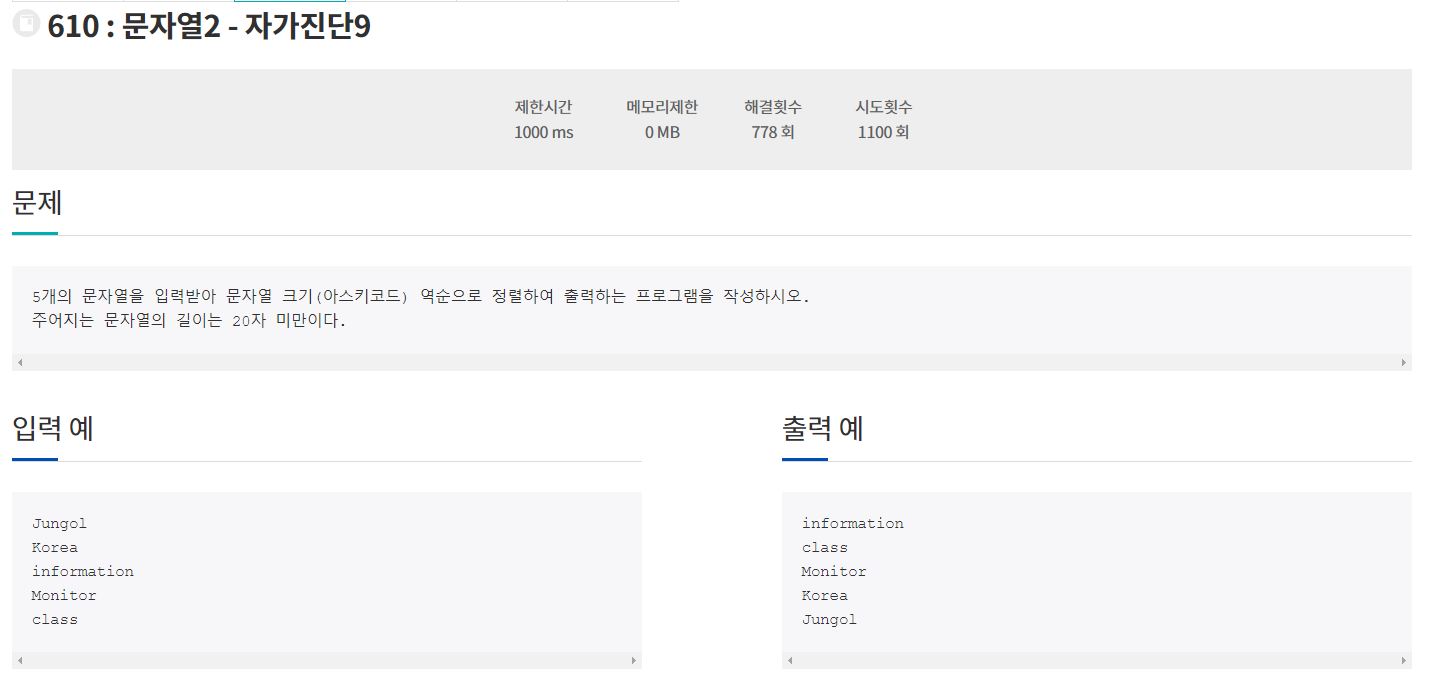 610 : 문자열2 - 자가진단9
제한시간 메모리제한 해결횟수 시도횟수
1000 ms 0 MB 778 회 1100 회
문제
5개의 문자열을 입력받아 문자열 크기(아스키코드) 역순으로 정렬하여 출력하는 프로그램을 작성하시오.
주어지는 문자열의 길이는 20자 미만이다.
입력 예
Jungol
Korea
information
Monitor
class
출력 예
information
class
Monitor
Korea
Jungol